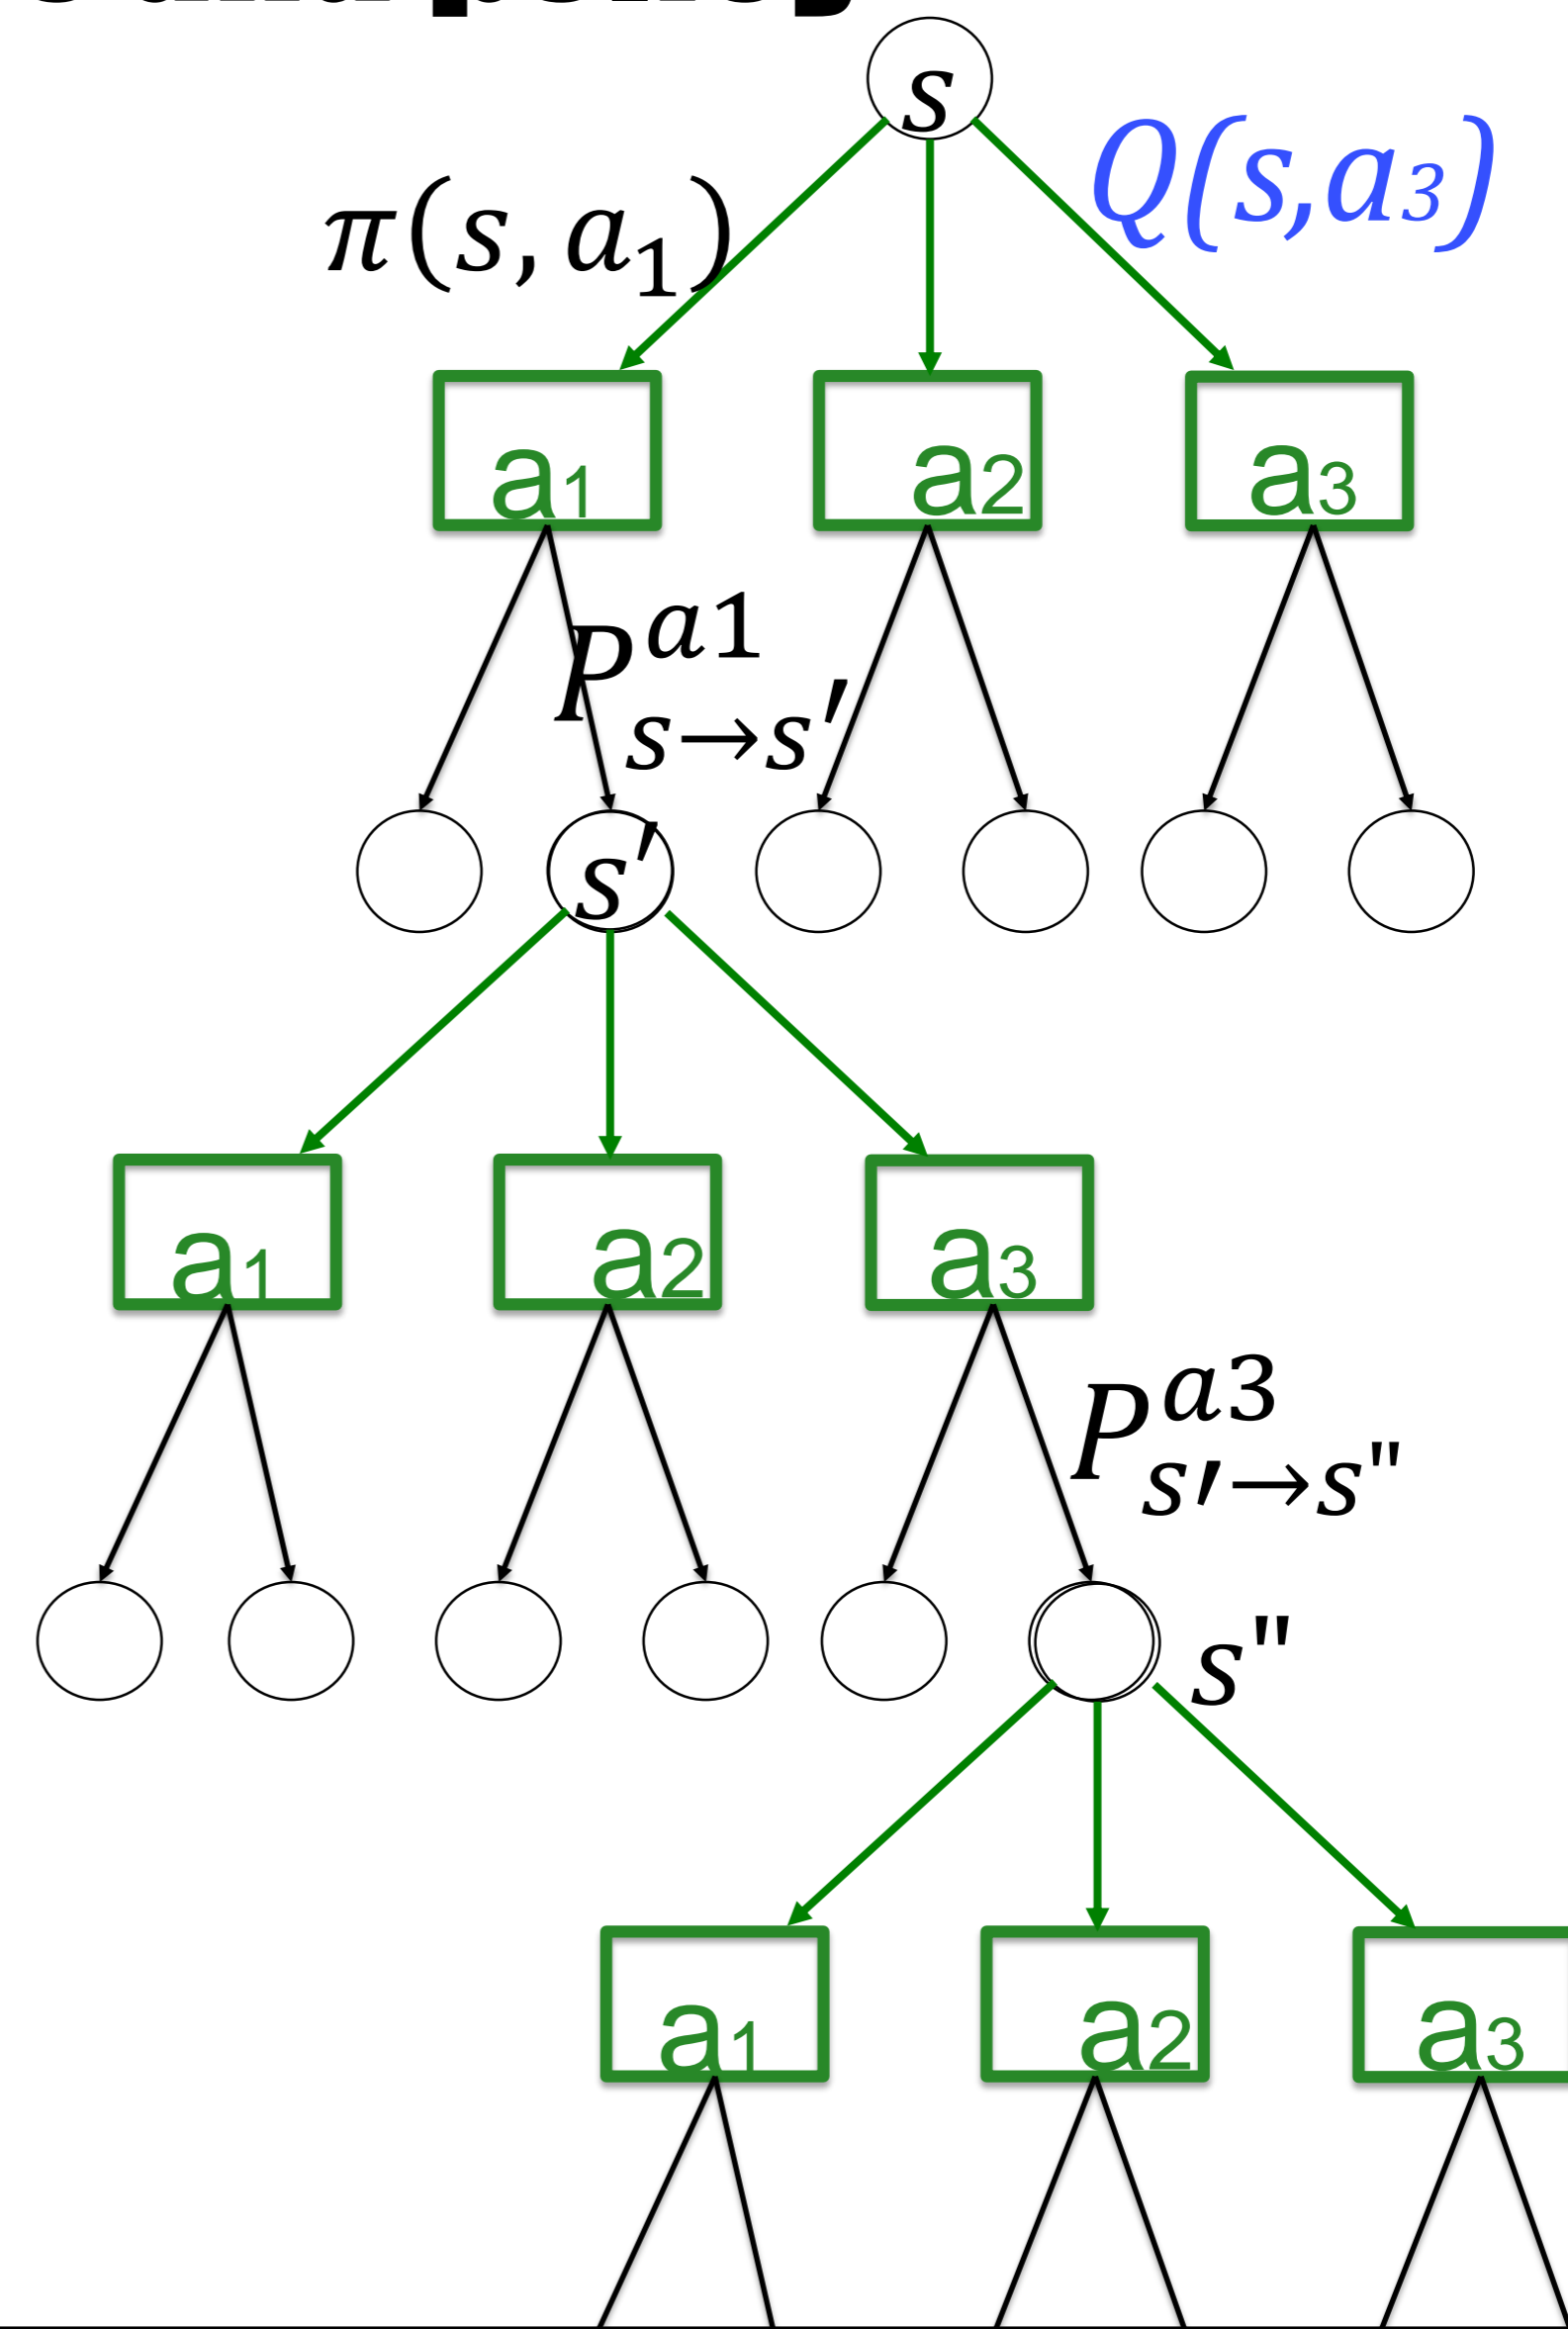 s
Q(s,a₃)
π(s,a₁)
a₁ a₂ a₃
P^{a1}_{s→s′}
s′
a₁ a₂ a₃
P^{a3}_{s′→s"}
s"
a₁ a₂ a₃